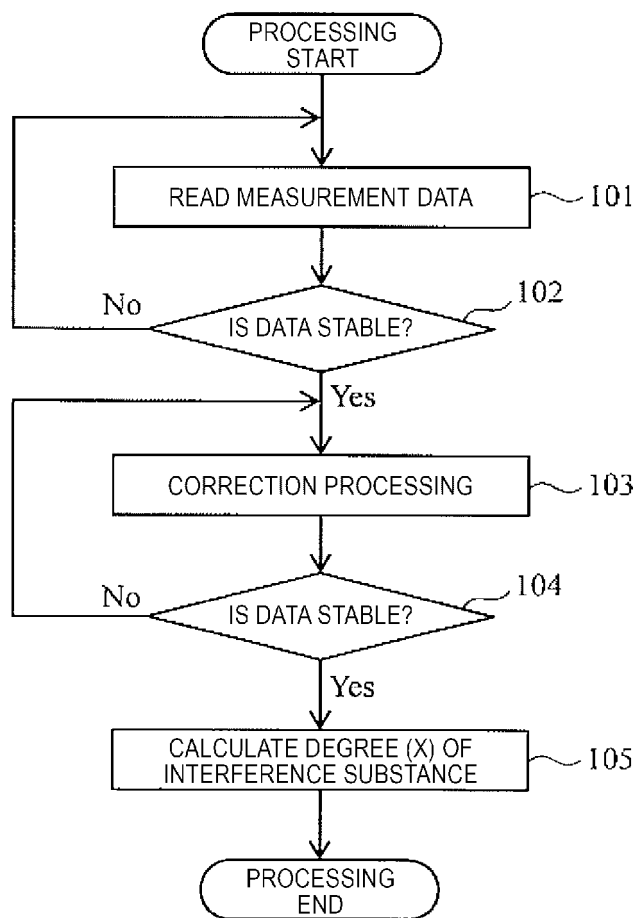 PROCESSING
START
READ MEASUREMENT DATA
101
102
No
IS DATA STABLE?
Yes
CORRECTION PROCESSING
103
104
No
IS DATA STABLE?
Yes
CALCULATE DEGREE (X) OF
INTERFERENCE SUBSTANCE
105
PROCESSING
END